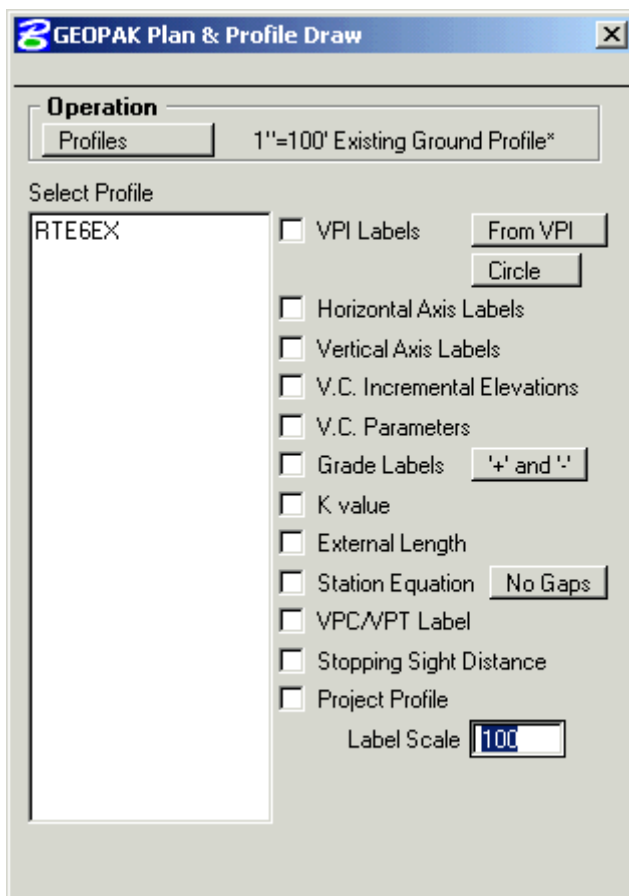 GEOPAK Plan & Profile Draw
Operation
Profiles 1"=100' Existing Ground Profile*
Select Profile
RTE6EX
VPI Labels From VPI
Circle
Horizontal Axis Labels
Vertical Axis Labels
V.C. Incremental Elevations
V.C. Parameters
Grade Labels '+' and '-'
K value
External Length
Station Equation No Gaps
VPC/VPT Label
Stopping Sight Distance
Project Profile
Label Scale 100